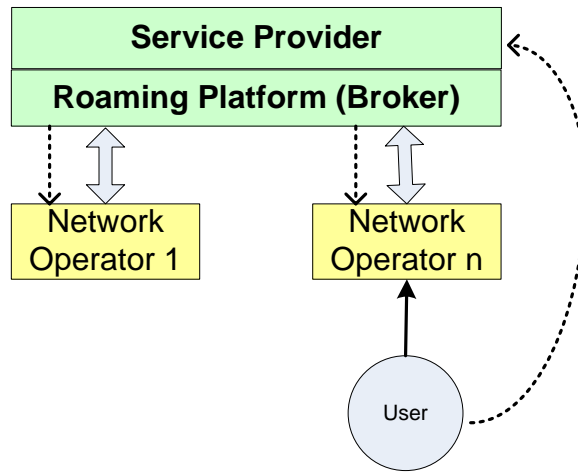 Service Provider
Roaming Platform (Broker)
Network
Operator 1
Network
Operator n
User